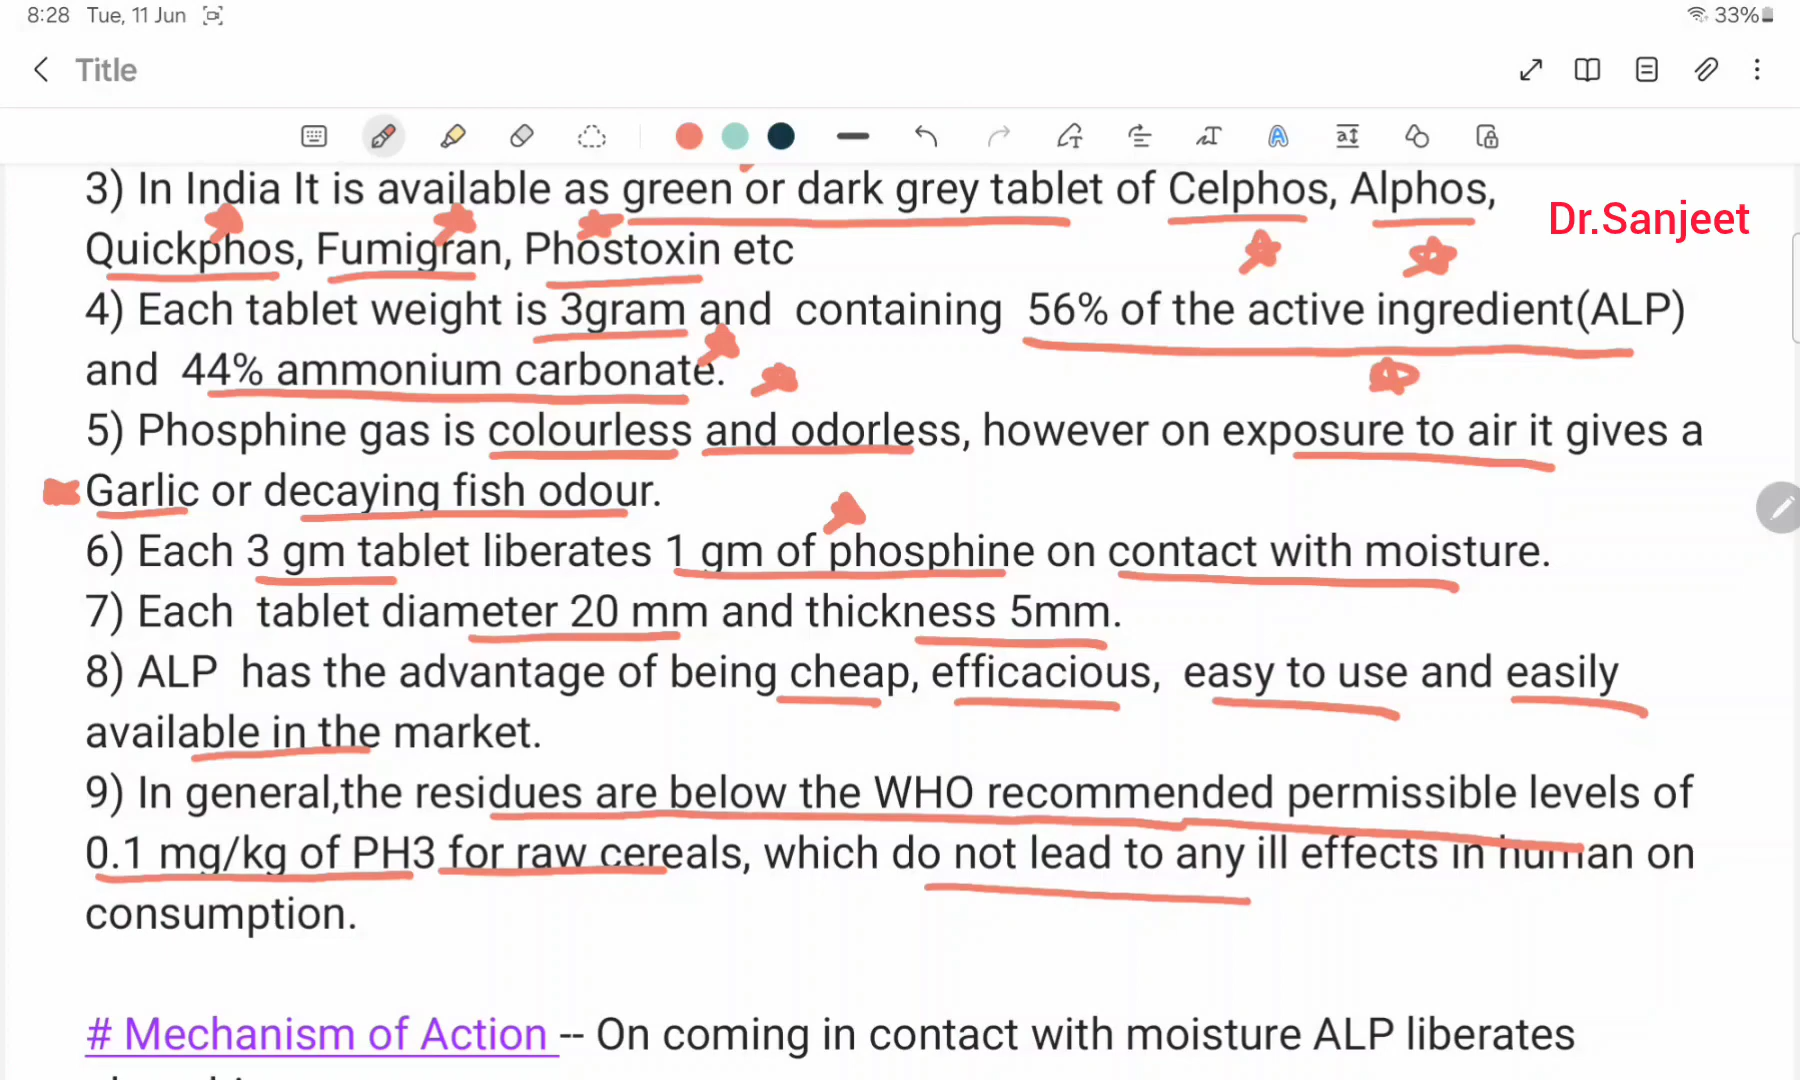 8:28 Tue, 11 Jun 33%
Title
3) In India It is available as green or dark grey tablet of Celphos, Alphos,
Dr.Sanjeet
Quickphos, Fumigran, Phostoxin etc
4) Each tablet weight is 3gram and containing 56% of the active ingredient(ALP)
and 44% ammonium carbonate.
5) Phosphine gas is colourless and odorless, however on exposure to air it gives a
Garlic or decaying fish odour.
6) Each 3 gm tablet liberates 1 gm of phosphine on contact with moisture.
7) Each tablet diameter 20 mm and thickness 5mm.
8) ALP has the advantage of being cheap, efficacious, easy to use and easily
available in the market.
9) In general,the residues are below the WHO recommended permissible levels of
0.1 mg/kg of PH3 for raw cereals, which do not lead to any ill effects in human on
consumption.
# Mechanism of Action -- On coming in contact with moisture ALP liberates